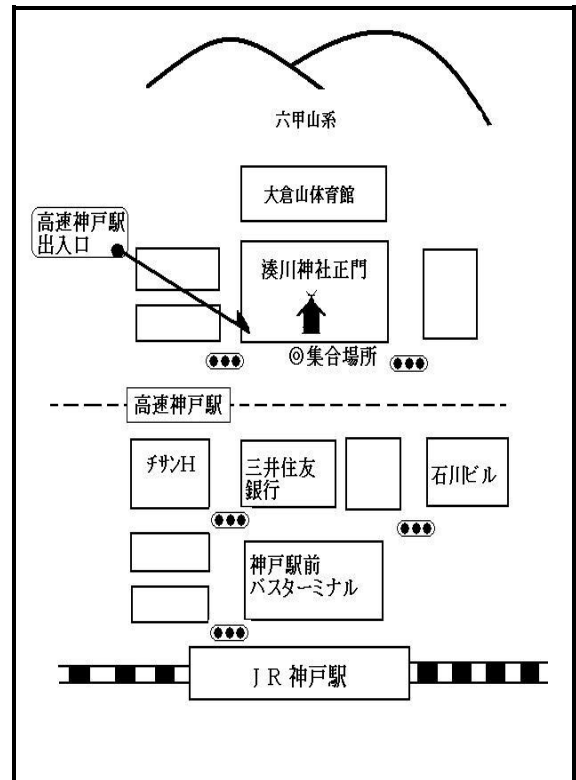 六甲山系
大倉山体育館
高速神戸駅
出入口
湊川神社正門
◎集合場所
高速神戸駅
チサンH
三井住友
銀行
石川ビル
神戸駅前
バスターミナル
JR神戸駅